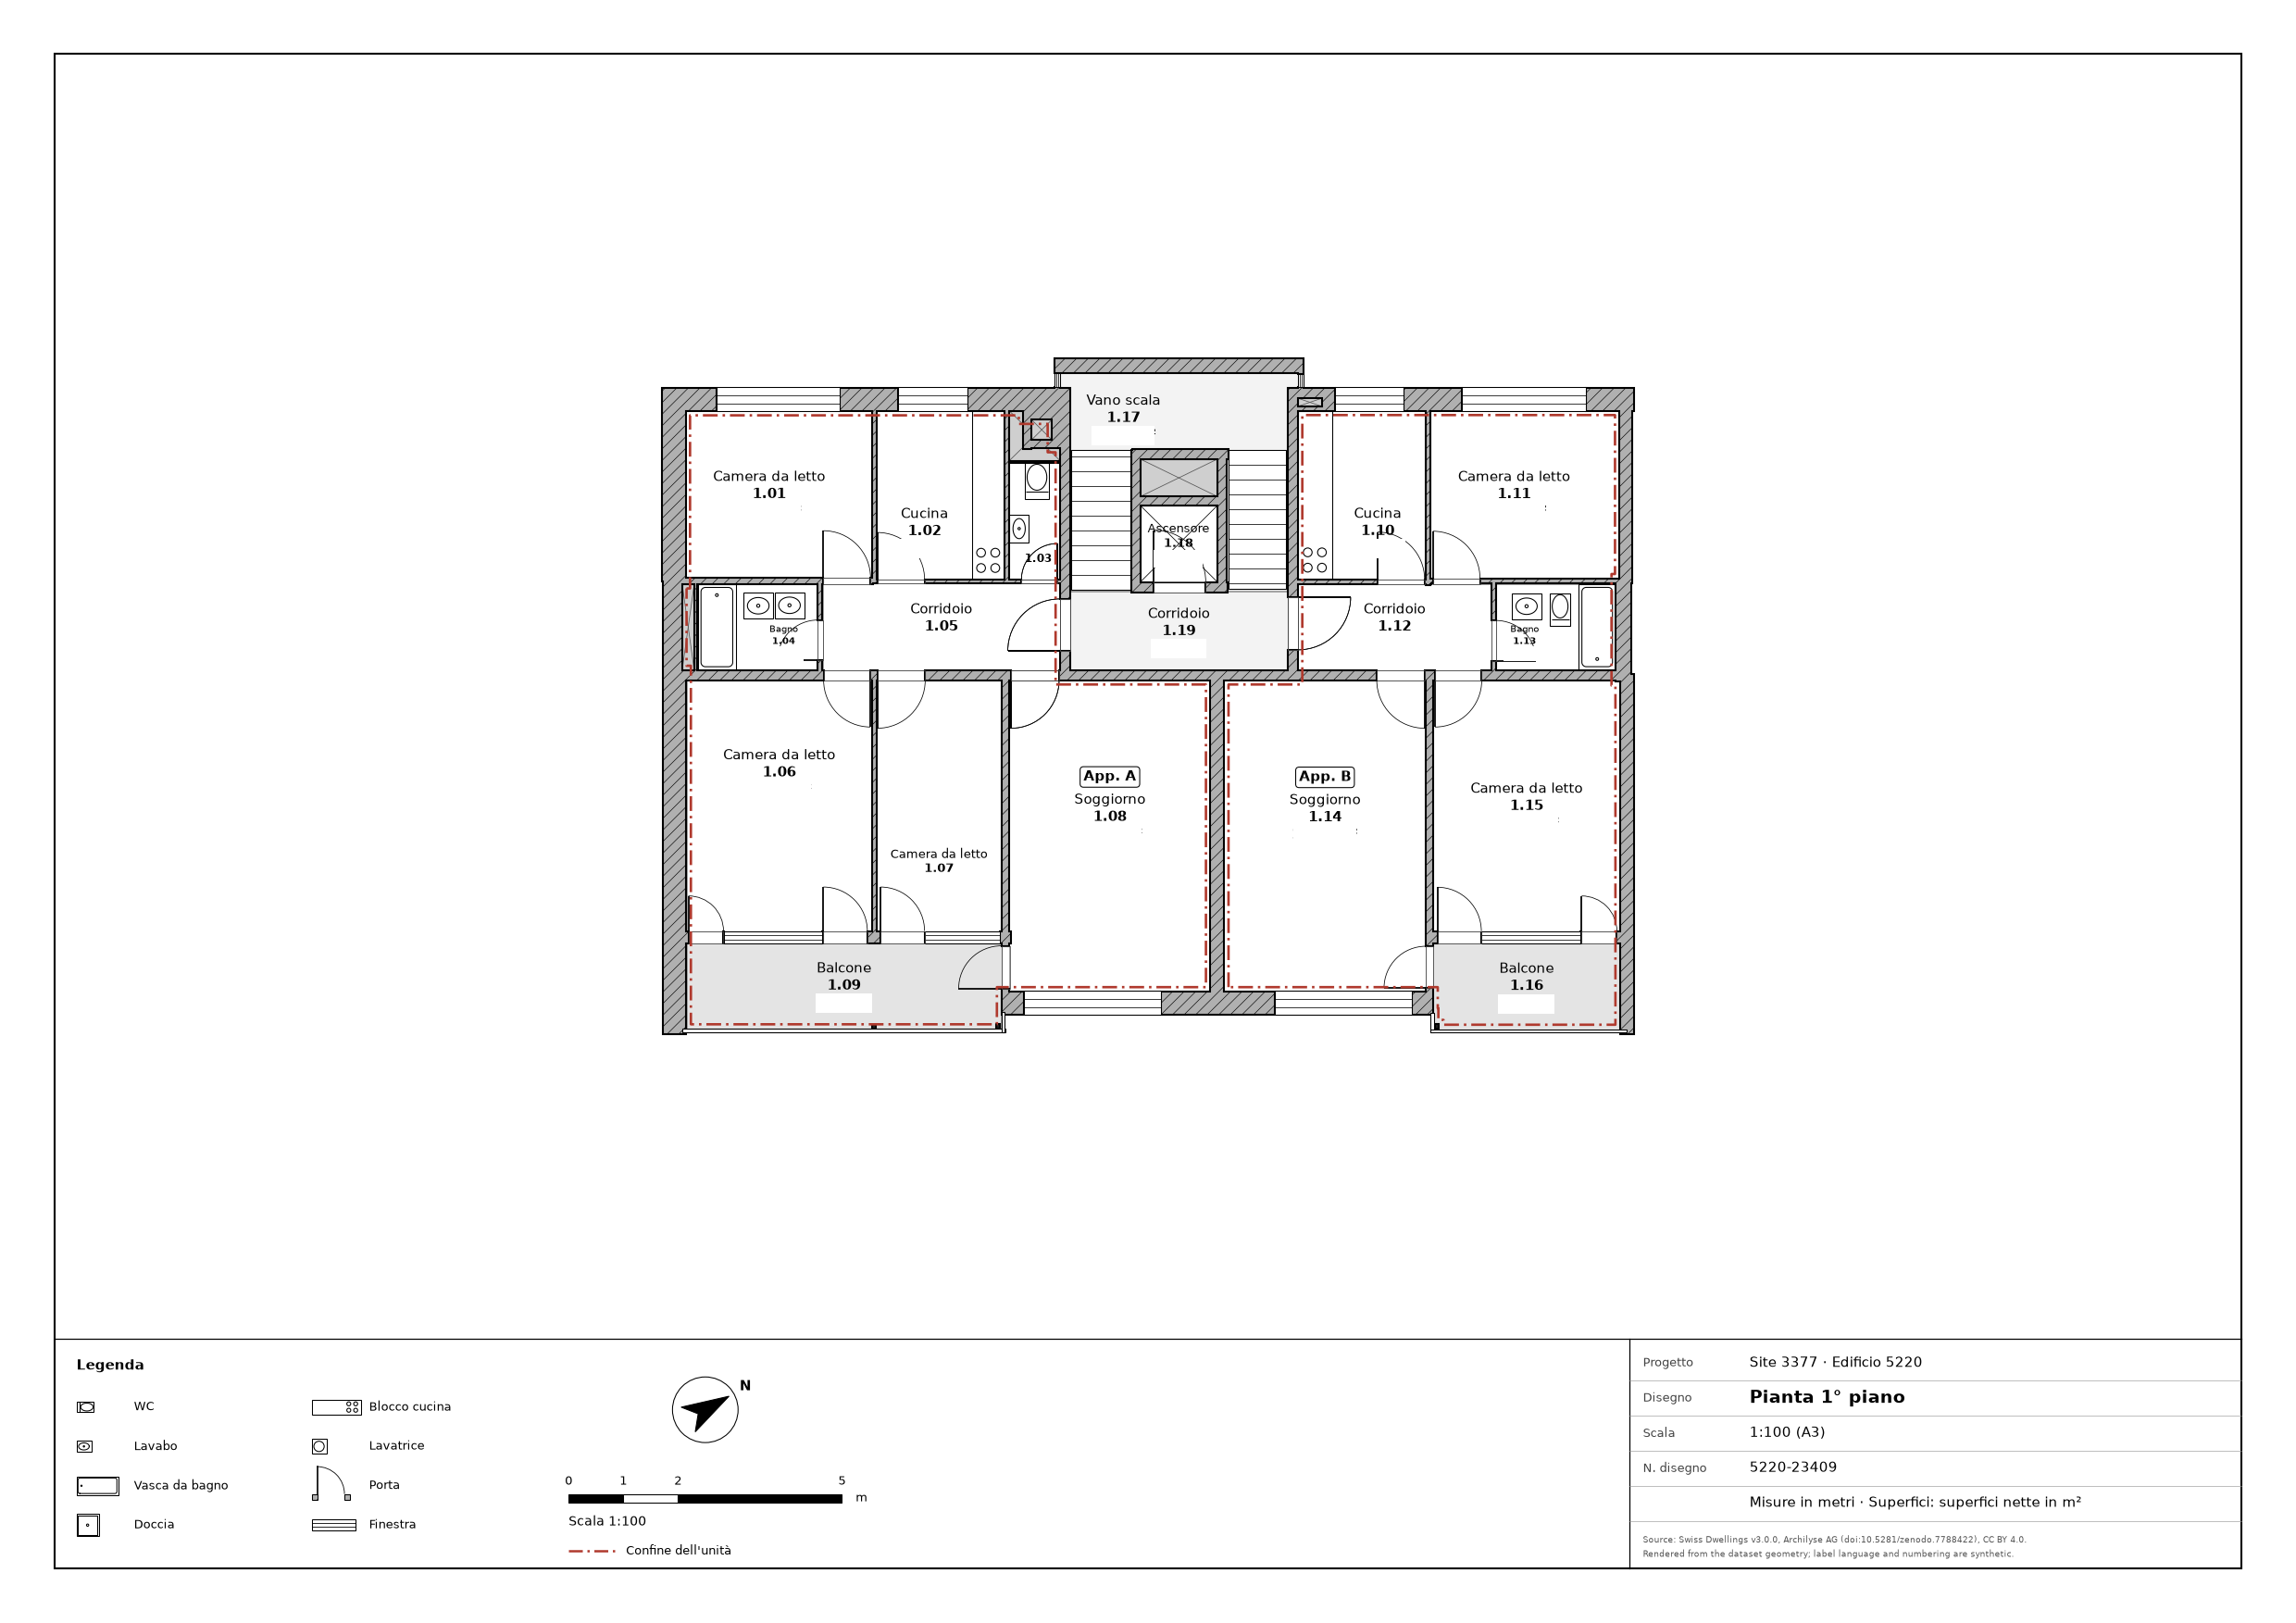 Vano scala
1.17
Camera da letto
1.01
Cucina
1.02
1.03
Ascensore
1.18
Cucina
1.10
Camera da letto
1.11
Bagno
1.04
Corridoio
1.05
Corridoio
1.19
Corridoio
1.12
Bagno
1.13
Camera da letto
1.06
Camera da letto
1.07
App. A
Soggiorno
1.08
App. B
Soggiorno
1.14
Camera da letto
1.15
Balcone
1.09
Balcone
1.16
Legenda
WC
Lavabo
Vasca da bagno
Doccia
Blocco cucina
Lavatrice
Porta
Finestra
N
0 1 2 5 m
Scala 1:100
Confine dell'unità
Progetto Site 3377 · Edificio 5220
Disegno Pianta 1° piano
Scala 1:100 (A3)
N. disegno 5220-23409
Misure in metri · Superfici: superfici nette in m²
Source: Swiss Dwellings v3.0.0, Archilyse AG (doi:10.5281/zenodo.7788422), CC BY 4.0.
Rendered from the dataset geometry; label language and numbering are synthetic.